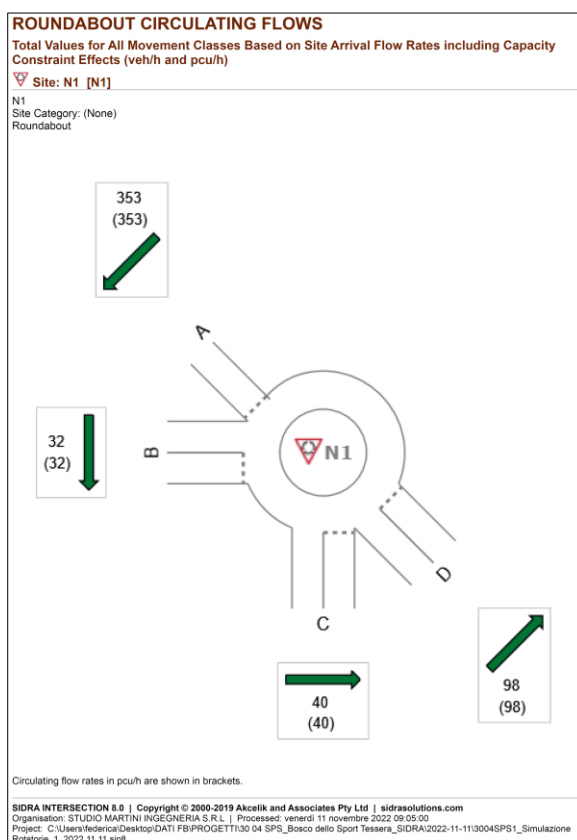 ROUNDABOUT CIRCULATING FLOWS
Total Values for All Movement Classes Based on Site Arrival Flow Rates including Capacity
Constraint Effects (veh/h and pcu/h)
Site: N1 [N1]
N1
Site Category: (None)
Roundabout
353
(353)
A
32
(32)
B
N1
D
C
40
(40)
98
(98)
Circulating flow rates in pcu/h are shown in brackets.
SIDRA INTERSECTION 8.0 | Copyright © 2000-2019 Akcelik and Associates Pty Ltd | sidrasolutions.com
Organisation: STUDIO MARTINI INGEGNERIA S.R.L | Processed: venerdì 11 novembre 2022 09:05:00
Project: C:\Users\federica\Desktop\DATI FB\PROGETTI\30 04 SPS_Bosco dello Sport Tessera_SIDRA\2022-11-11\3004SPS1_Simulazione
Rotatorie_1_2022 11 11.sip8